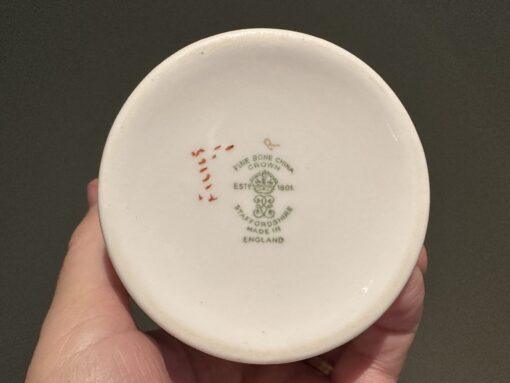 R
FINE BONE CHINA
CROWN
ESTD 1801
STAFFORDSHIRE
MADE IN
ENGLAND